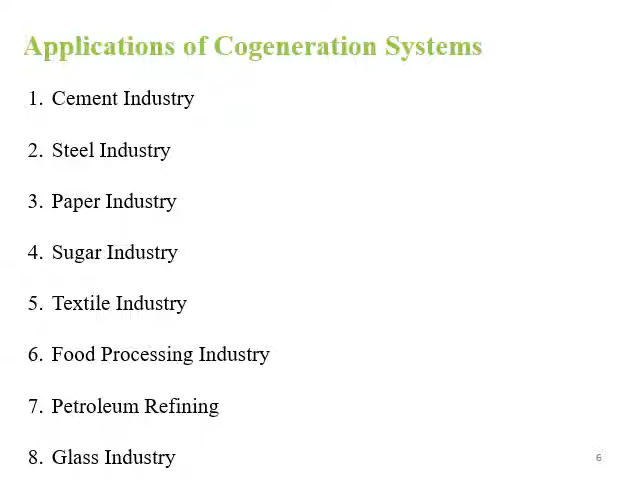 Applications of Cogeneration Systems
1. Cement Industry
2. Steel Industry
3. Paper Industry
4. Sugar Industry
5. Textile Industry
6. Food Processing Industry
7. Petroleum Refining
8. Glass Industry
6